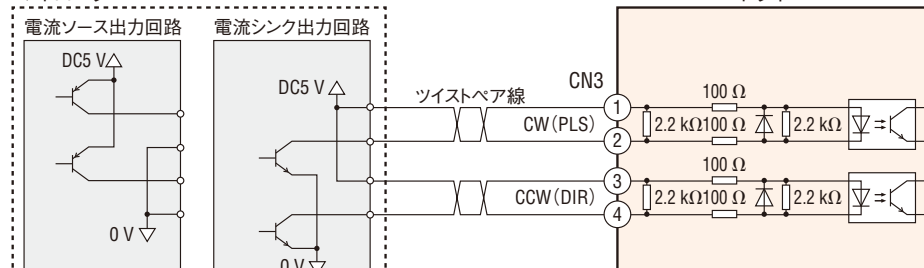 電流ソース出力回路
電流シンク出力回路
DC5 V
DC5 V
0 V
0 V
ツイストペア線
CN3
CW(PLS)
CCW(DIR)
1
2
3
4
100 Ω
2.2 kΩ
100 Ω
2.2 kΩ
100 Ω
2.2 kΩ
100 Ω
2.2 kΩ